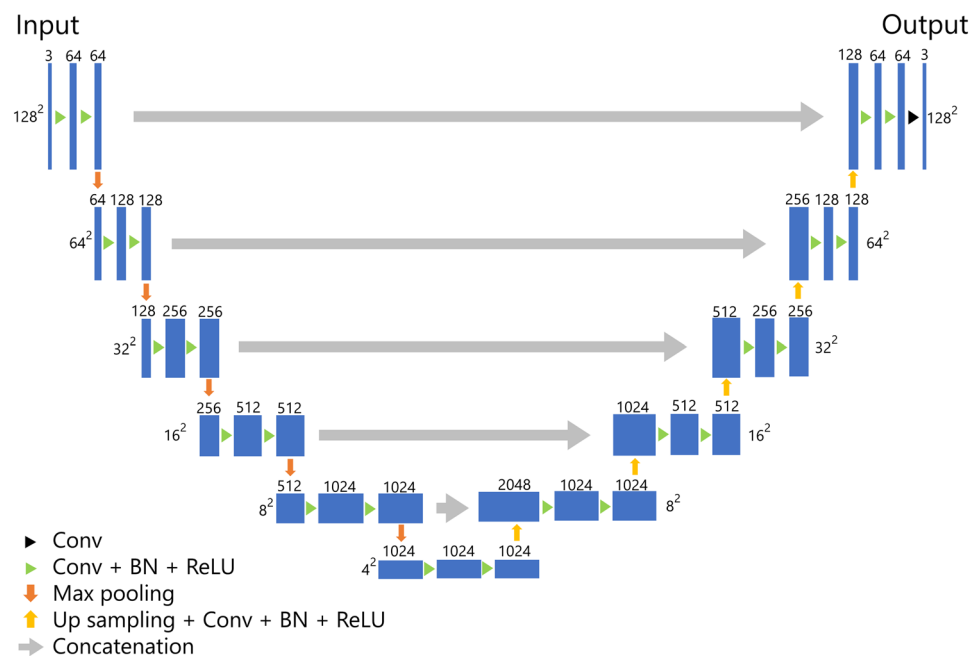 Input Output
3 64 64 128 64 64 3
128² 128²
64 128 128 256 128 128
64² 64²
128 256 256 512 256 256
32² 32²
256 512 512 1024 512 512
16² 16²
512 1024 1024 2048 1024 1024
8² 8²
1024 1024 1024
4²
Conv
Conv + BN + ReLU
Max pooling
Up sampling + Conv + BN + ReLU
Concatenation